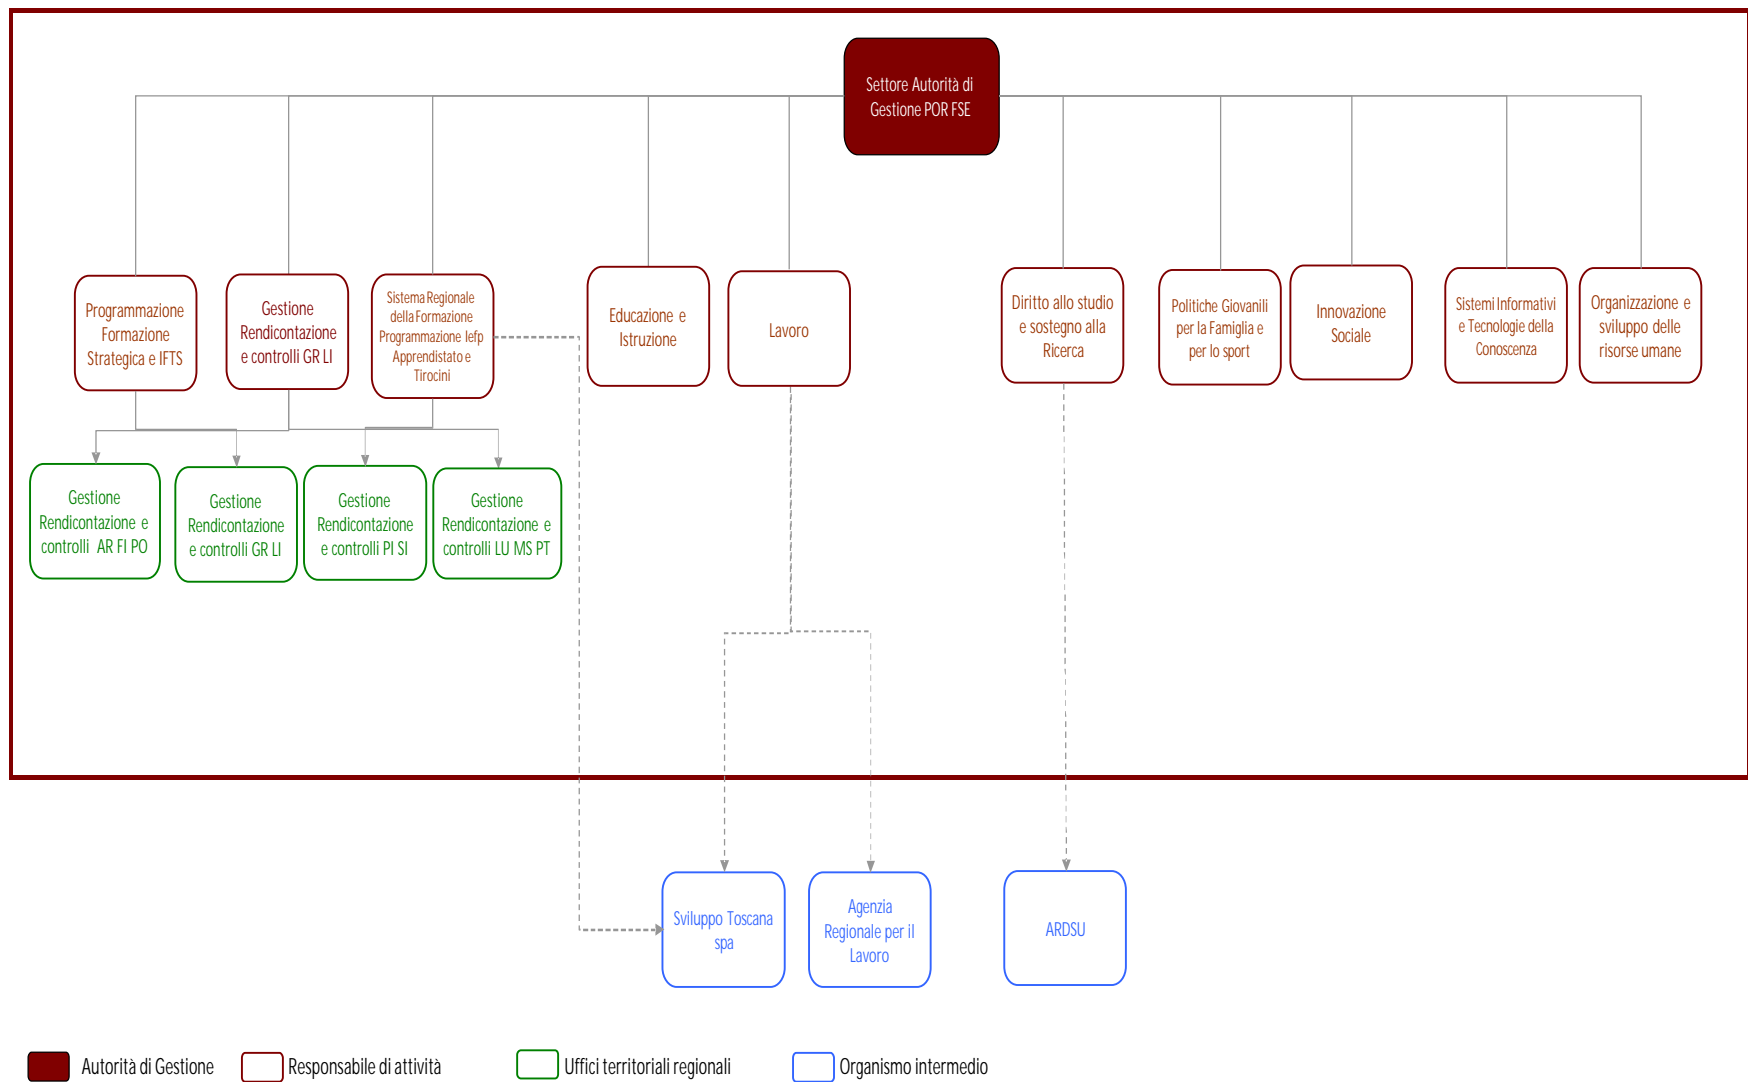 Settore Autorità di
Gestione POR FSE
Programmazione
Formazione
Strategica e IFTS
Gestione
Rendicontazione
e controlli GR LI
Sistema Regionale
della Formazione
Programmazione Iefp
Apprendistato e
Tirocini
Educazione e
Istruzione
Lavoro
Diritto allo studio
e sostegno alla
Ricerca
Politiche Giovanili
per la Famiglia e
per lo sport
Innovazione
Sociale
Sistemi Informativi
e Tecnologie della
Conoscenza
Organizzazione e
sviluppo delle
risorse umane
Gestione
Rendicontazione e
controlli AR FI PO
Gestione
Rendicontazione
e controlli GR LI
Gestione
Rendicontazione
e controlli PI SI
Gestione
Rendicontazione e
controlli LU MS PT
Sviluppo Toscana
spa
Agenzia
Regionale per il
Lavoro
ARDSU
Autorità di Gestione
Responsabile di attività
Uffici territoriali regionali
Organismo intermedio